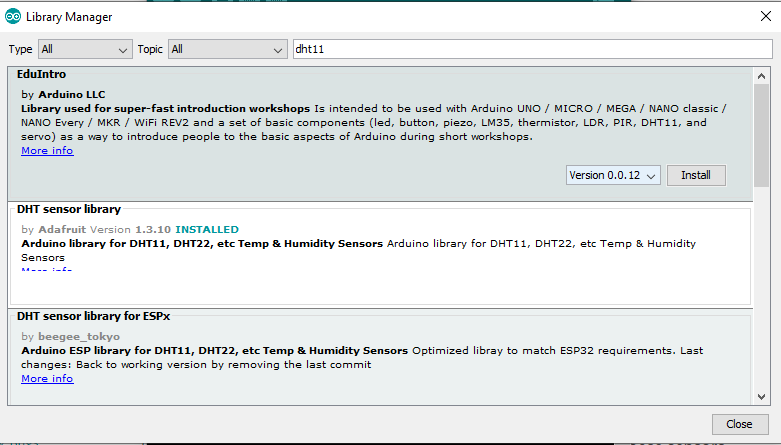 Library Manager
Type All Topic All dht11
EduIntro
by Arduino LLC
Library used for super-fast introduction workshops Is intended to be used with Arduino UNO / MICRO / MEGA / NANO classic /
NANO Every / MKR / WiFi REV2 and a set of basic components (led, button, piezo, LM35, thermistor, LDR, PIR, DHT11, and
servo) as a way to introduce people to the basic aspects of Arduino during short workshops.
More info
Version 0.0.12 Install
DHT sensor library
by Adafruit Version 1.3.10 INSTALLED
Arduino library for DHT11, DHT22, etc Temp & Humidity Sensors Arduino library for DHT11, DHT22, etc Temp & Humidity
Sensors
More info
DHT sensor library for ESPx
by beegee_tokyo
Arduino ESP library for DHT11, DHT22, etc Temp & Humidity Sensors Optimized libray to match ESP32 requirements. Last
changes: Back to working version by removing the last commit
More info
Close